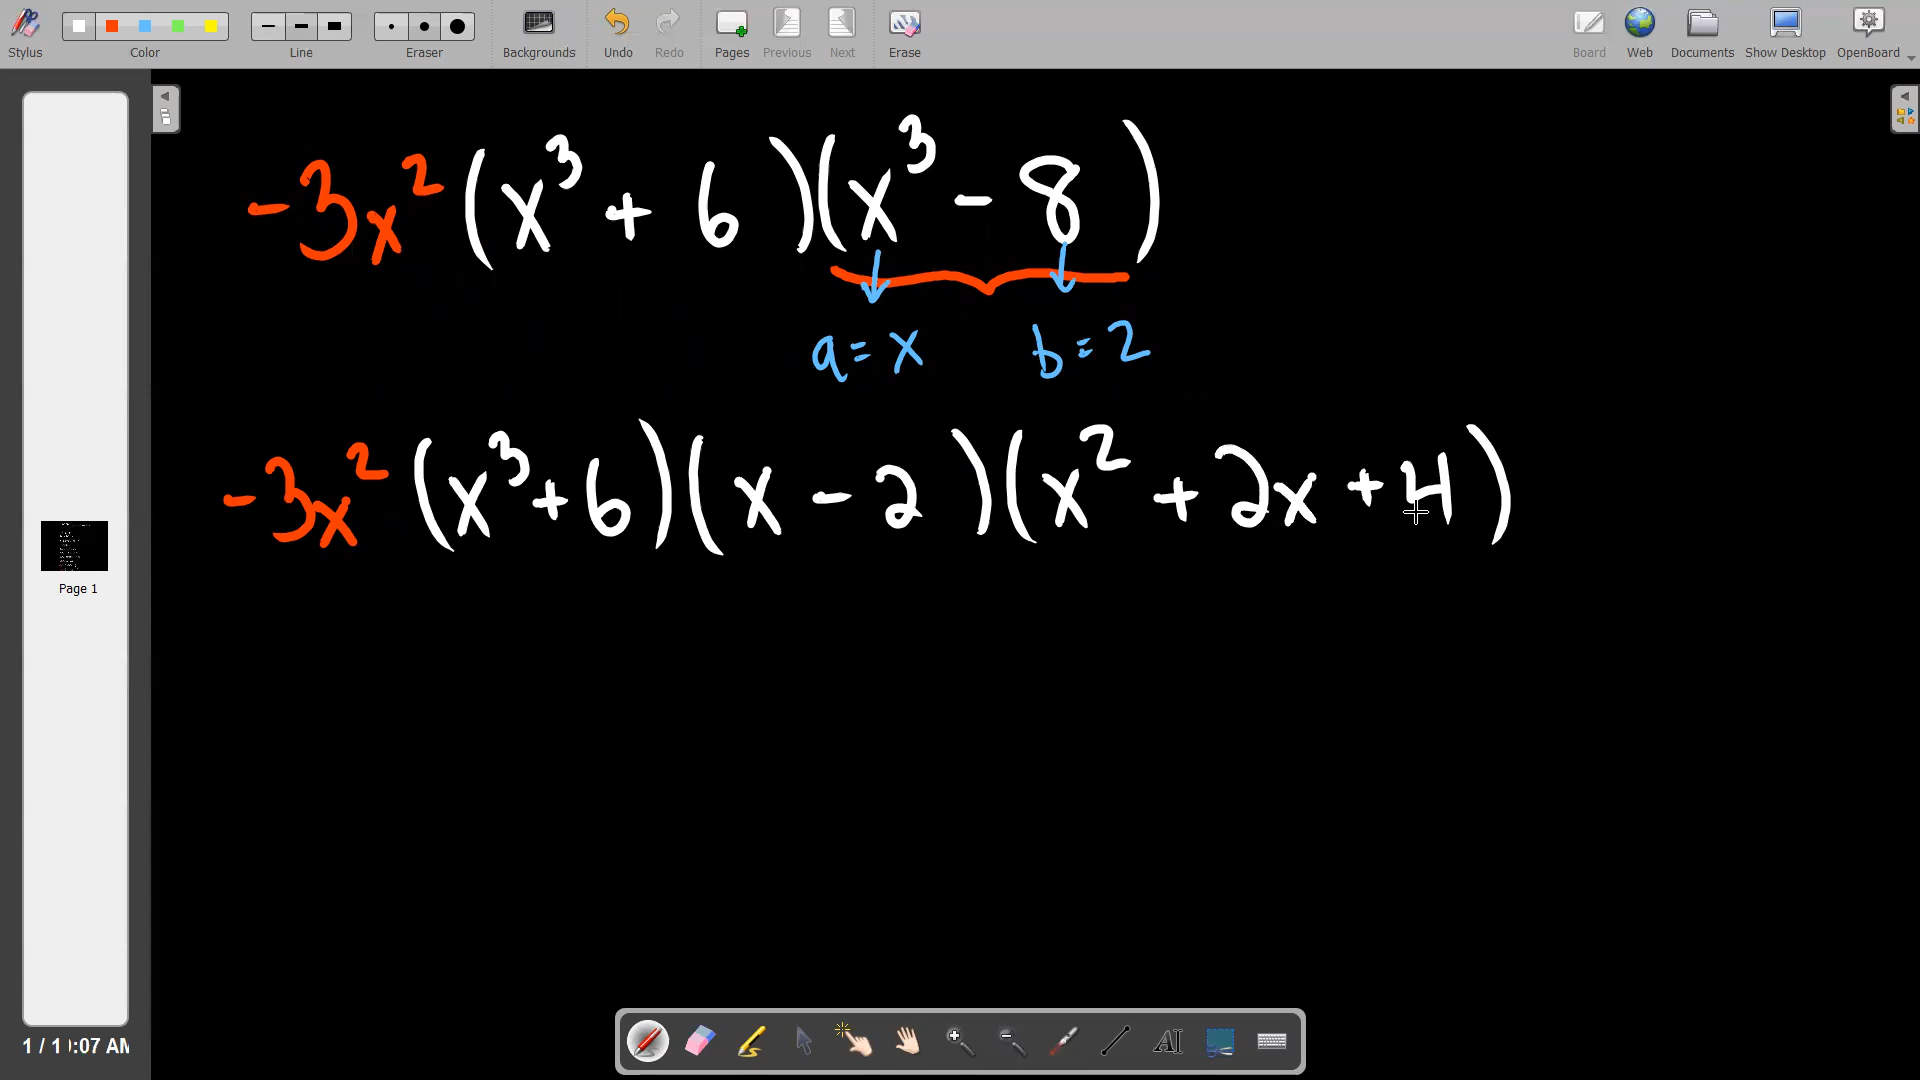 Stylus Color Line Eraser Backgrounds Undo Redo Pages Previous Next Erase Board Web Documents Show Desktop OpenBoard
-3x²(x³ + 6)(x³ - 8)
a = x b = 2
-3x²(x³+6)(x - 2)(x² + 2x + 4)
Page 1
AI